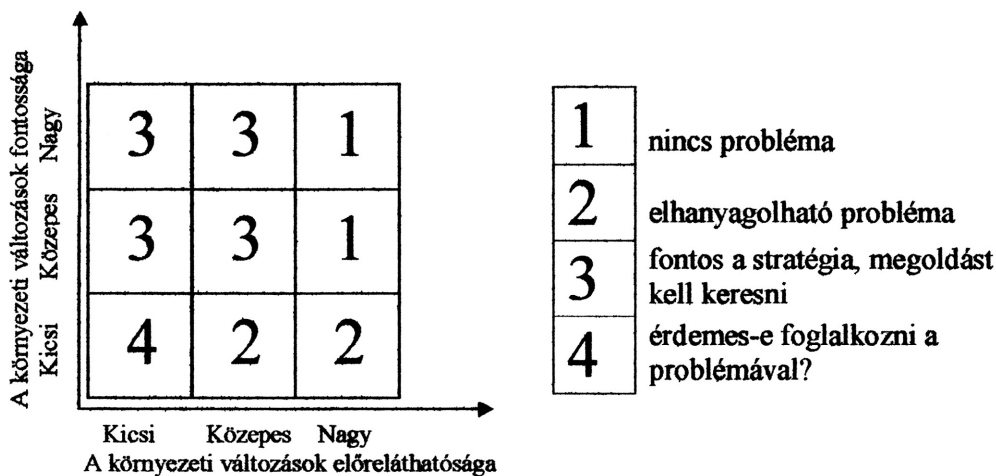 A környezeti változások fontossága
Nagy
Közepes
Kicsi
3 3 1
3 3 1
4 2 2
Kicsi Közepes Nagy
A környezeti változások előreláthatósága
1 nincs probléma
2 elhanyagolható probléma
3 fontos a stratégia, megoldást
kell keresni
4 érdemes-e foglalkozni a
problémával?